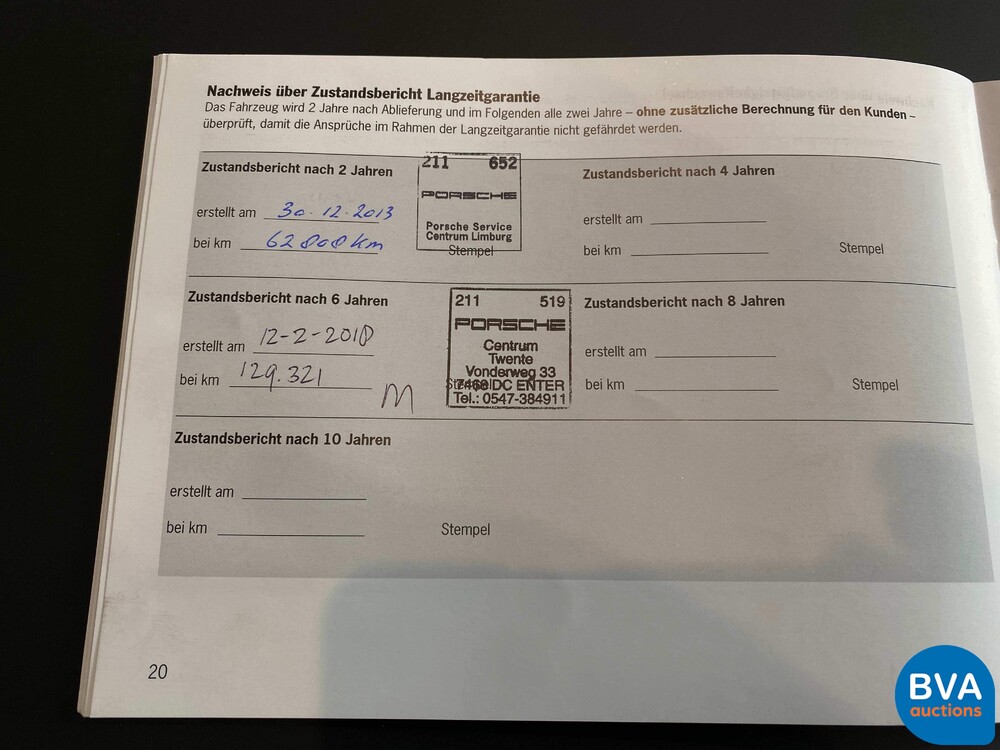 Nachweis über Zustandsbericht Langzeitgarantie
Das Fahrzeug wird 2 Jahre nach Ablieferung und im Folgenden alle zwei Jahre – ohne zusätzliche Berechnung für den Kunden –
überprüft, damit die Ansprüche im Rahmen der Langzeitgarantie nicht gefährdet werden.
Zustandsbericht nach 2 Jahren
erstellt am 30.12.2013
bei km 62808 km
211 652
PORSCHE
Porsche Service
Centrum Limburg
Stempel
Zustandsbericht nach 4 Jahren
erstellt am
bei km
Stempel
Zustandsbericht nach 6 Jahren
erstellt am 12-2-2018
bei km 129.321
M
211 519
PORSCHE
Centrum
Twente
Vonderweg 33
7468 DC ENTER
Tel.: 0547-384911
Stempel
Zustandsbericht nach 8 Jahren
erstellt am
bei km
Stempel
Zustandsbericht nach 10 Jahren
erstellt am
bei km
Stempel
20
BVA
auctions